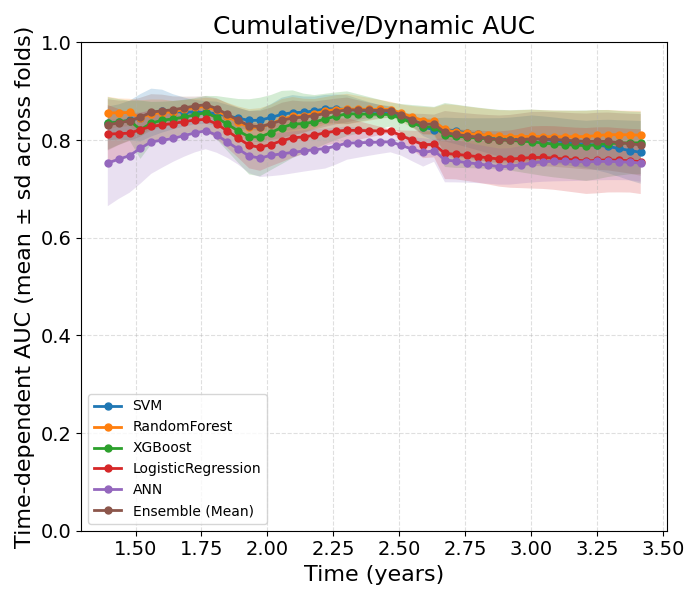 Cumulative/Dynamic AUC
Time-dependent AUC (mean ± sd across folds)
1.0
0.8
0.6
0.4
0.2
0.0
SVM
RandomForest
XGBoost
LogisticRegression
ANN
Ensemble (Mean)
1.50 1.75 2.00 2.25 2.50 2.75 3.00 3.25 3.50
Time (years)